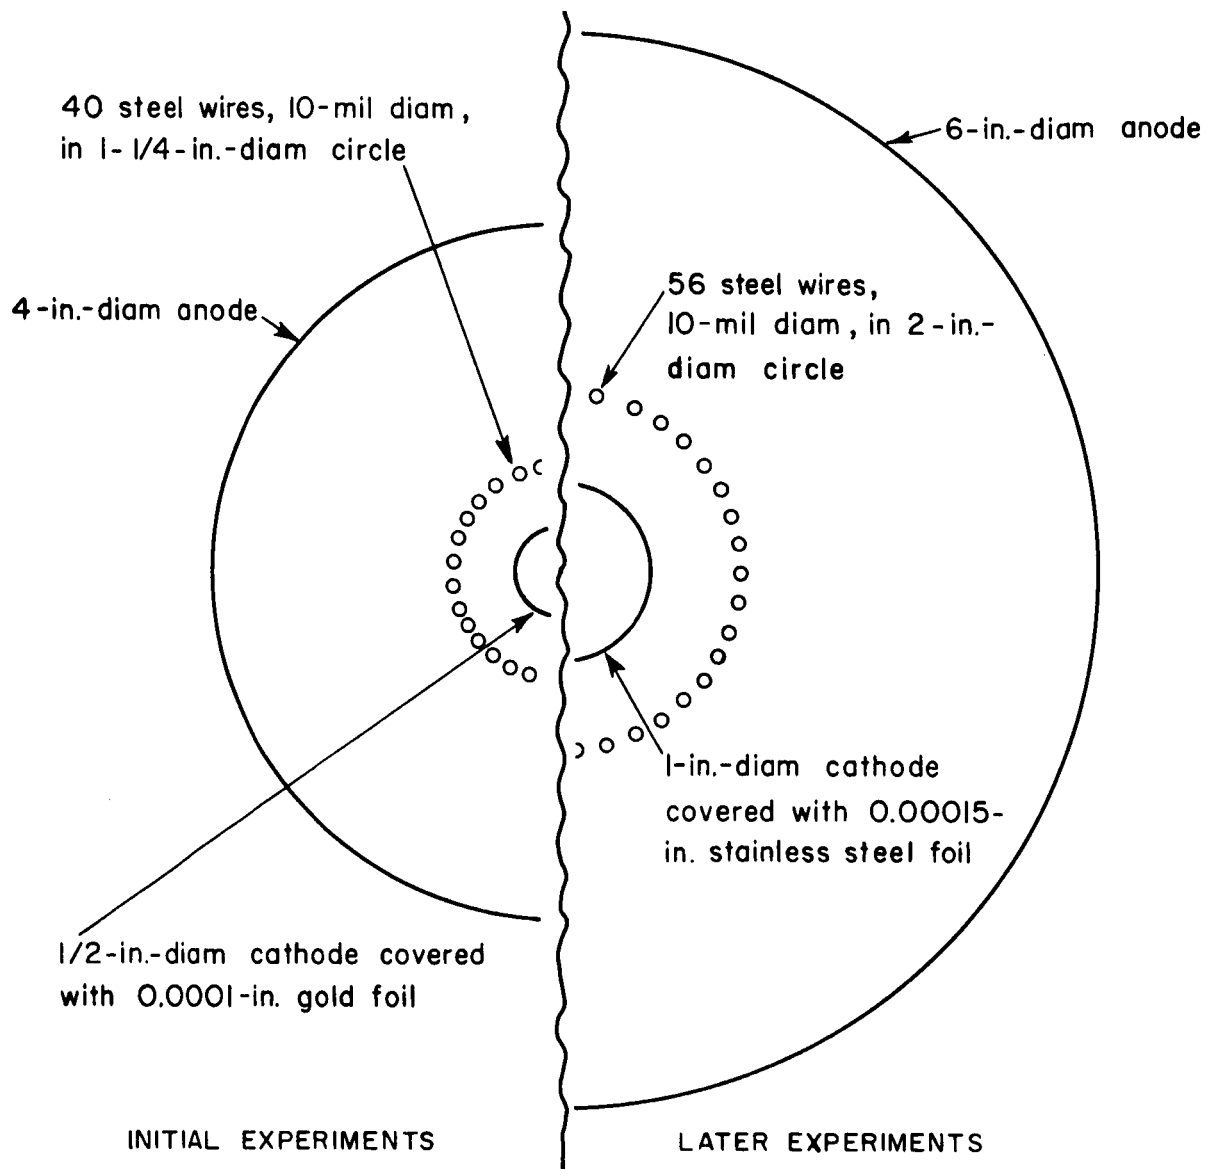 40 steel wires, 10-mil diam,
in 1-1/4-in.-diam circle
4-in.-diam anode
1/2-in.-diam cathode covered
with 0.0001-in. gold foil
INITIAL EXPERIMENTS
6-in.-diam anode
56 steel wires,
10-mil diam, in 2-in.-
diam circle
1-in.-diam cathode
covered with 0.00015-
in. stainless steel foil
LATER EXPERIMENTS